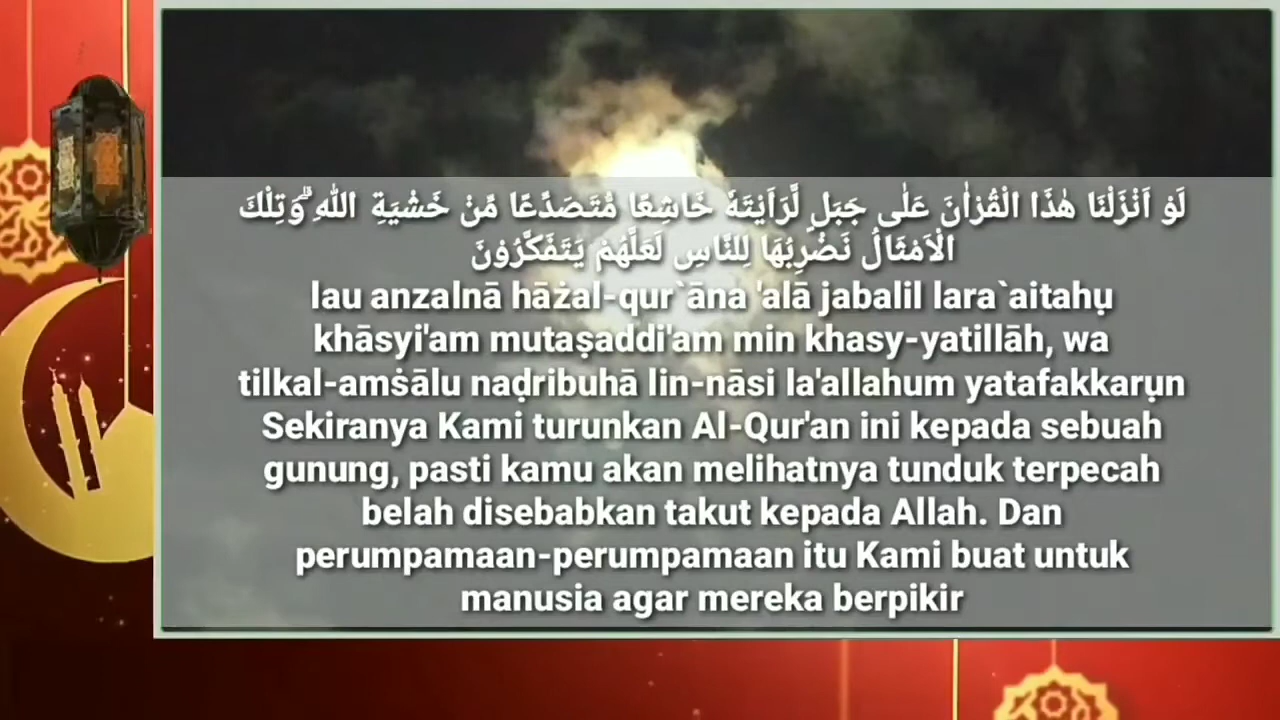 لَوْ اَنْزَلْنَا هٰذَا الْقُرْاٰنَ عَلٰى جَبَلٍ لَّرَاَيْتَهٗ خَاشِعًا مُّتَصَدِّعًا مِّنْ خَشْيَةِ اللّٰهِ ۗوَتِلْكَ
الْاَمْثَالُ نَضْرِبُهَا لِلنَّاسِ لَعَلَّهُمْ يَتَفَكَّرُوْنَ
lau anzalnā hāżal-qur`āna 'alā jabalil lara`aitahụ
khāsyi'am mutaṣaddi'am min khasy-yatillāh, wa
tilkal-amṡālu naḍribuhā lin-nāsi la'allahum yatafakkarụn
Sekiranya Kami turunkan Al-Qur'an ini kepada sebuah
gunung, pasti kamu akan melihatnya tunduk terpecah
belah disebabkan takut kepada Allah. Dan
perumpamaan-perumpamaan itu Kami buat untuk
manusia agar mereka berpikir